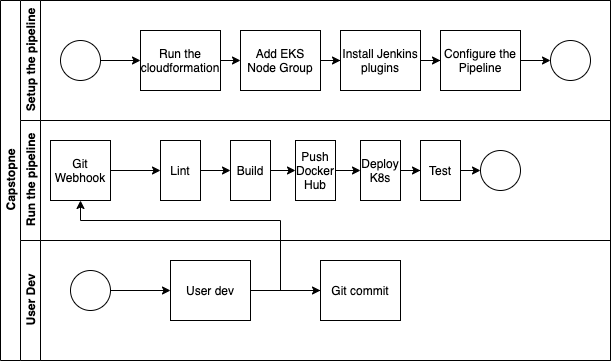 Capstopne
Setup the pipeline
Run the
cloudformation
Add EKS
Node Group
Install Jenkins
plugins
Configure the
Pipeline
Run the pipeline
Git
Webhook
Lint
Build
Push
Docker
Hub
Deploy
K8s
Test
User Dev
User dev
Git commit